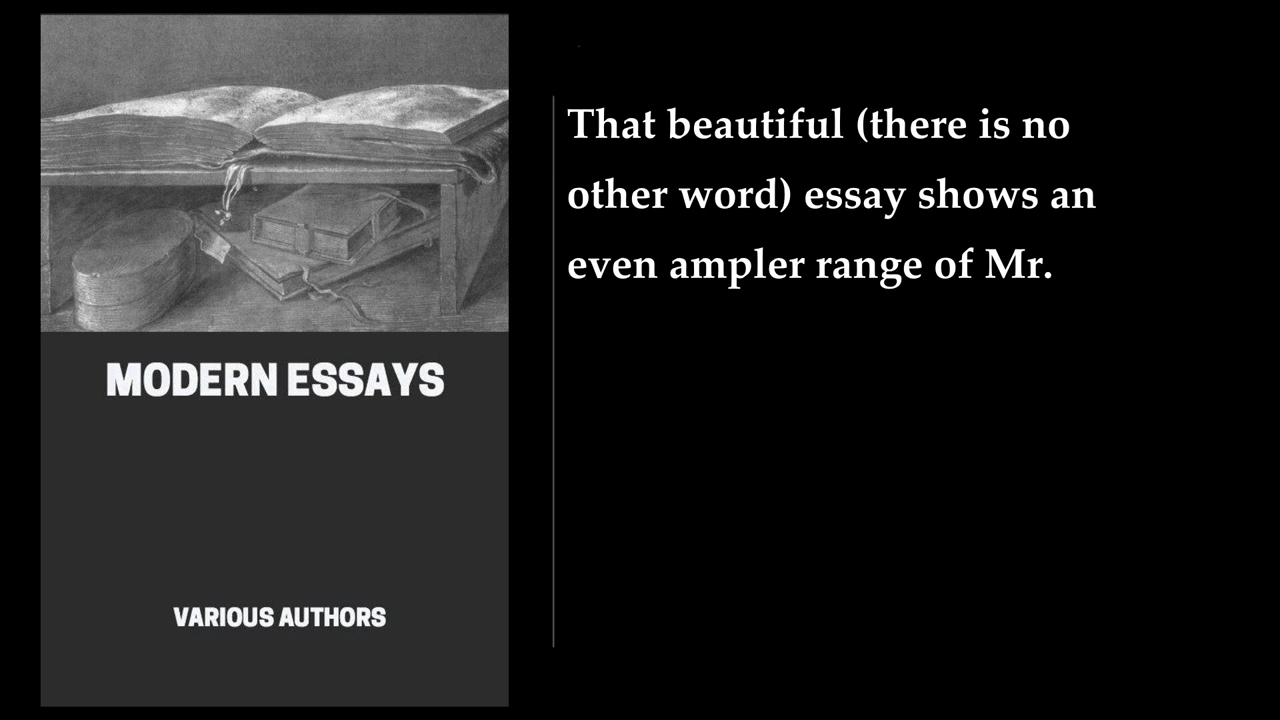 MODERN ESSAYS
VARIOUS AUTHORS
That beautiful (there is no
other word) essay shows an
even ampler range of Mr.